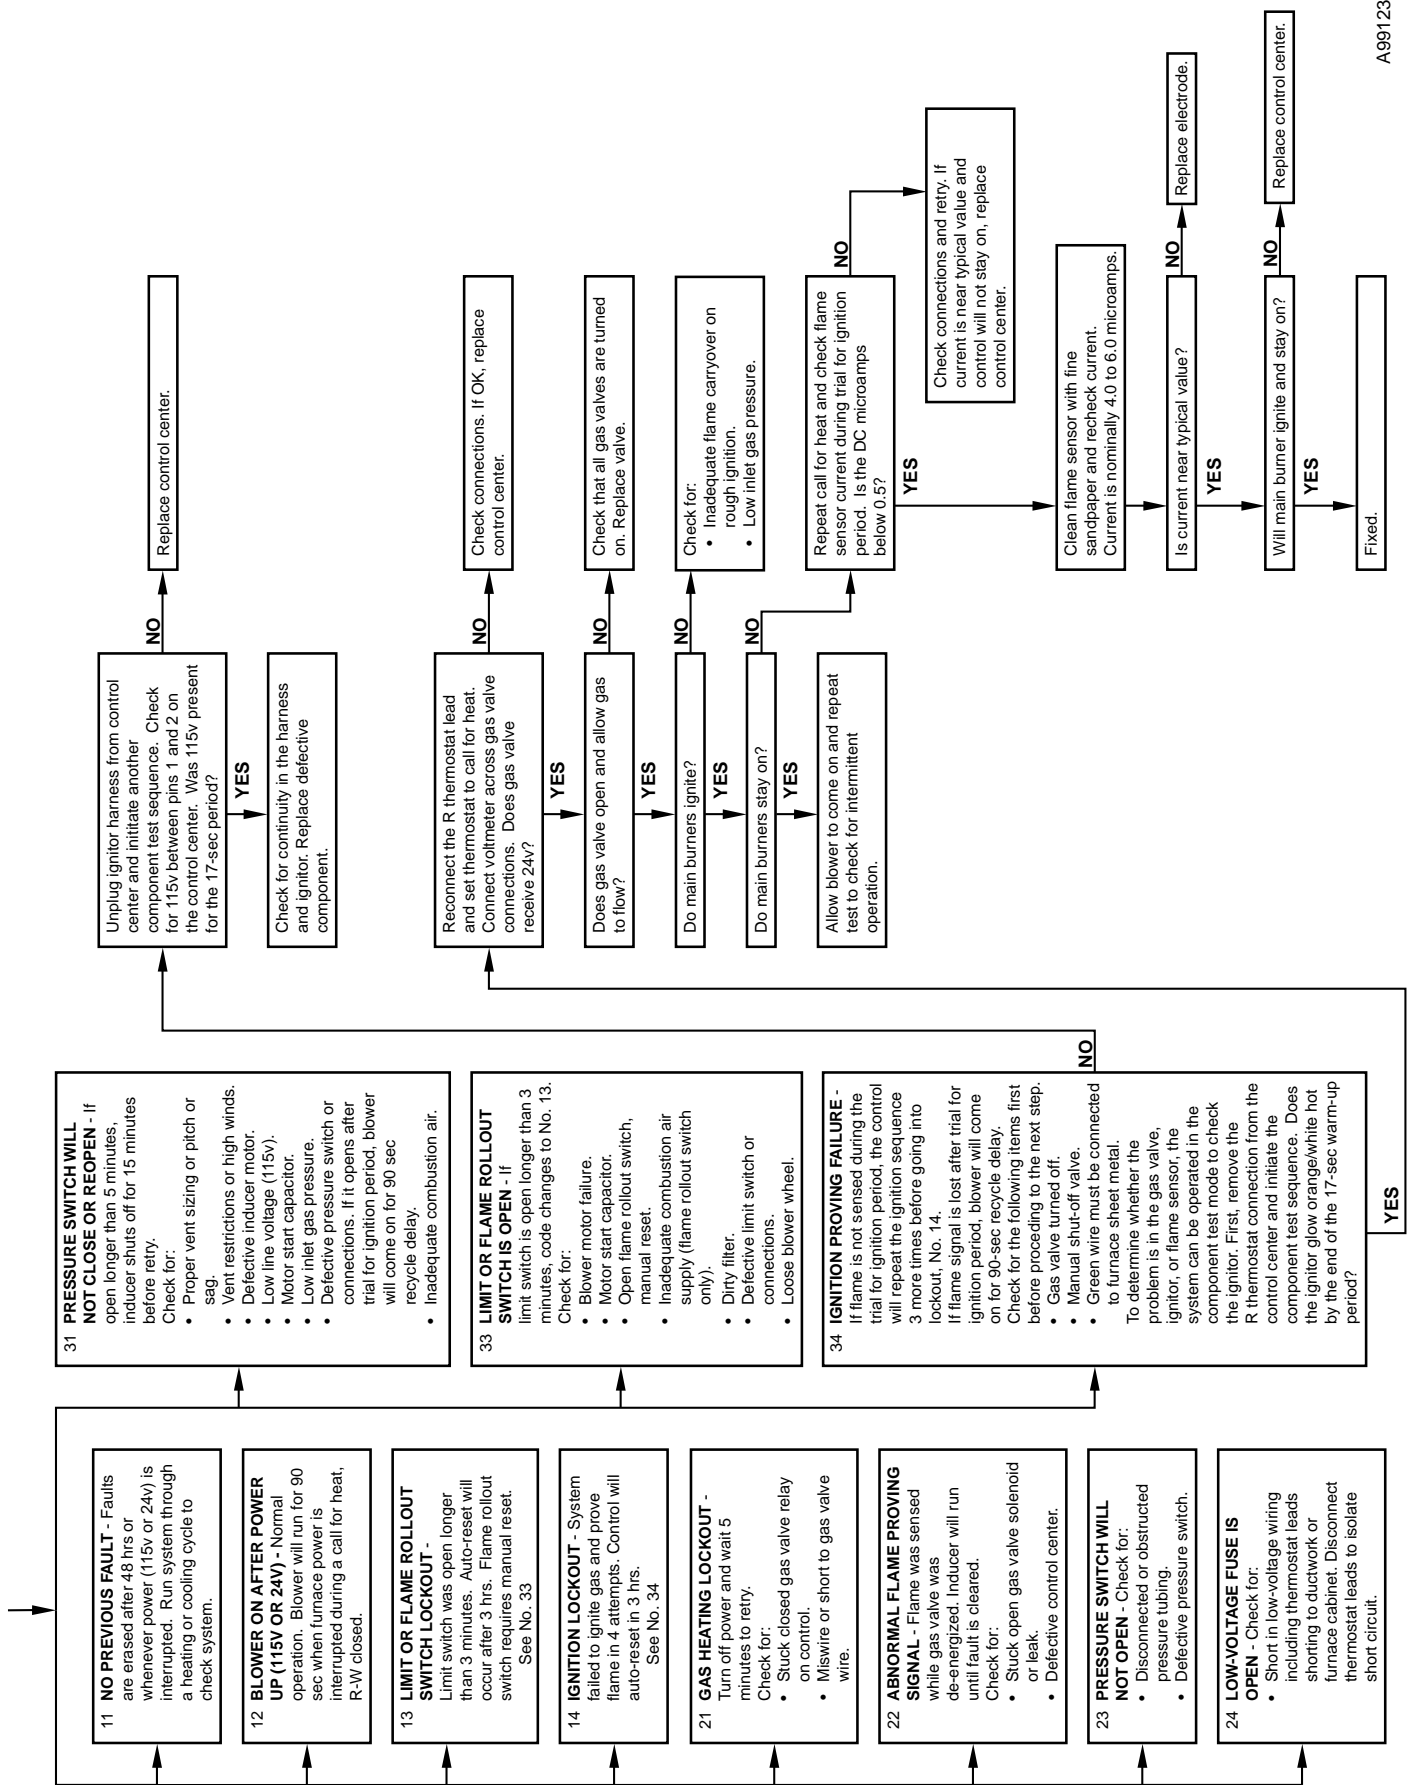 11 NO PREVIOUS FAULT - Faults
are erased after 48 hrs or
whenever power (115v or 24v) is
interrupted. Run system through
a heating or cooling cycle to
check system.
12 BLOWER ON AFTER POWER
UP (115V OR 24V) - Normal
operation. Blower will run for 90
sec when furnace power is
interrupted during a call for heat,
R-W closed.
13 LIMIT OR FLAME ROLLOUT
SWITCH LOCKOUT -
Limit switch was open longer
than 3 minutes. Auto-reset will
occur after 3 hrs. Flame rollout
switch requires manual reset.
See No. 33
14 IGNITION LOCKOUT - System
failed to ignite gas and prove
flame in 4 attempts. Control will
auto-reset in 3 hrs.
See No. 34
21 GAS HEATING LOCKOUT -
Turn off power and wait 5
minutes to retry.
Check for:
• Stuck closed gas valve relay
on control.
• Miswire or short to gas valve
wire.
22 ABNORMAL FLAME PROVING
SIGNAL - Flame was sensed
while gas valve was
de-energized. Inducer will run
until fault is cleared.
Check for:
• Stuck open gas valve solenoid
or leak.
• Defective control center.
23 PRESSURE SWITCH WILL
NOT OPEN - Check for:
• Disconnected or obstructed
pressure tubing.
• Defective pressure switch.
24 LOW-VOLTAGE FUSE IS
OPEN - Check for:
• Short in low-voltage wiring
including thermostat leads
shorting to ductwork or
furnace cabinet. Disconnect
thermostat leads to isolate
short circuit.
31 PRESSURE SWITCH WILL
NOT CLOSE OR REOPEN - If
open longer than 5 minutes,
inducer shuts off for 15 minutes
before retry.
Check for:
• Proper vent sizing or pitch or
sag.
• Vent restrictions or high winds.
• Defective inducer motor.
• Low line voltage (115v).
• Motor start capacitor.
• Low inlet gas pressure.
• Defective pressure switch or
connections. If it opens after
trial for ignition period, blower
will come on for 90 sec
recycle delay.
• Inadequate combustion air.
33 LIMIT OR FLAME ROLLOUT
SWITCH IS OPEN - If
limit switch is open longer than 3
minutes, code changes to No. 13.
Check for:
• Blower motor failure.
• Motor start capacitor.
• Open flame rollout switch,
manual reset.
• Inadequate combustion air
supply (flame rollout switch
only).
• Dirty filter.
• Defective limit switch or
connections.
• Loose blower wheel.
34 IGNITION PROVING FAILURE -
If flame is not sensed during the
trial for ignition period, the control
will repeat the ignition sequence
3 more times before going into
lockout, No. 14.
If flame signal is lost after trial for
ignition period, blower will come
on for 90-sec recycle delay.
Check for the following items first
before proceding to the next step.
• Gas valve turned off.
• Manual shut-off valve.
• Green wire must be connected
to furnace sheet metal.
To determine whether the
problem is in the gas valve,
ignitor, or flame sensor, the
system can be operated in the
component test mode to check
the ignitor. First, remove the
R thermostat connection from the
control center and initiate the
component test sequence. Does
the ignitor glow orange/white hot
by the end of the 17-sec warm-up
period?
NO
YES
Unplug ignitor harness from control
center and inititate another
component test sequence. Check
for 115v between pins 1 and 2 on
the control center. Was 115v present
for the 17-sec period?
NO
Replace control center.
YES
Check for continuity in the harness
and ignitor. Replace defective
component.
Reconnect the R thermostat lead
and set thermostat to call for heat.
Connect voltmeter across gas valve
connections. Does gas valve
receive 24v?
NO
Check connections. If OK, replace
control center.
YES
Does gas valve open and allow gas
to flow?
NO
Check that all gas valves are turned
on. Replace valve.
YES
Do main burners ignite?
NO
Check for:
• Inadequate flame carryover on
rough ignition.
• Low inlet gas pressure.
YES
Do main burners stay on?
NO
Repeat call for heat and check flame
sensor current during trial for ignition
period. Is the DC microamps
below 0.5?
YES
Allow blower to come on and repeat
test to check for intermittent
operation.
NO
Check connections and retry. If
current is near typical value and
control will not stay on, replace
control center.
YES
Clean flame sensor with fine
sandpaper and recheck current.
Current is nominally 4.0 to 6.0 microamps.
Is current near typical value?
NO
Replace electrode.
YES
Will main burner ignite and stay on?
NO
Replace control center.
YES
Fixed.
A99123